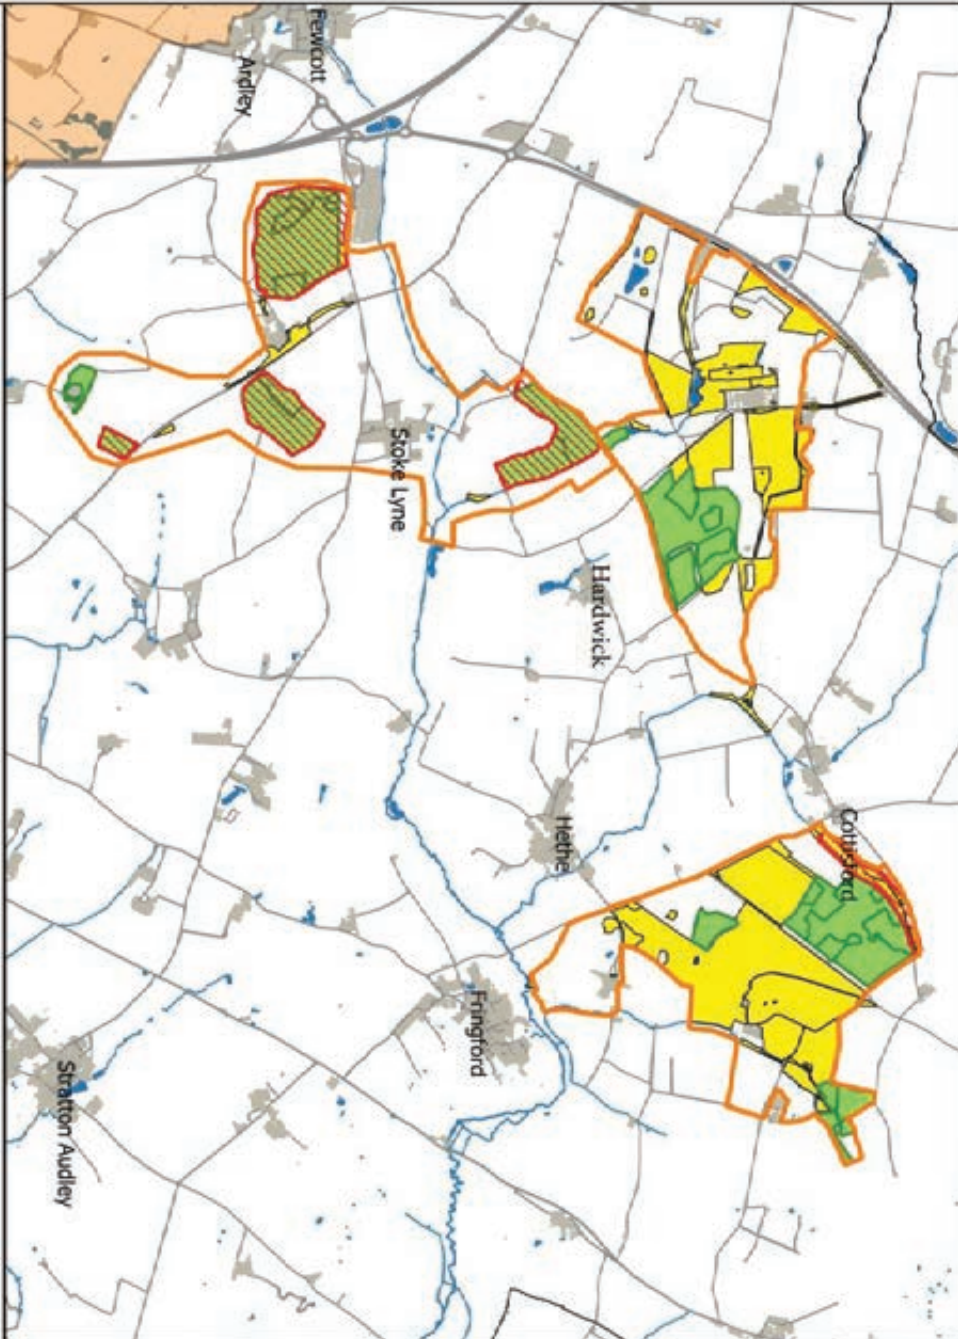 Fewcott
Ardley
Stoke Lyne
Hardwick
Cottisford
Hethe
Fringford
Stratton Audley